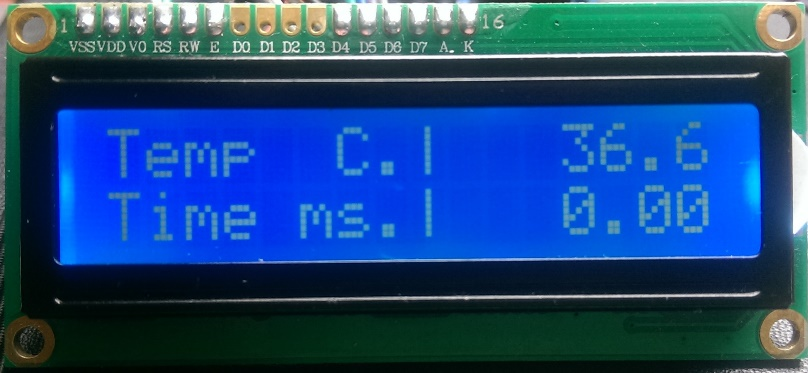 1 16
VSS VDD V0 RS RW E D0 D1 D2 D3 D4 D5 D6 D7 A. K
Temp C.| 36.6
Time ms.| 0.00